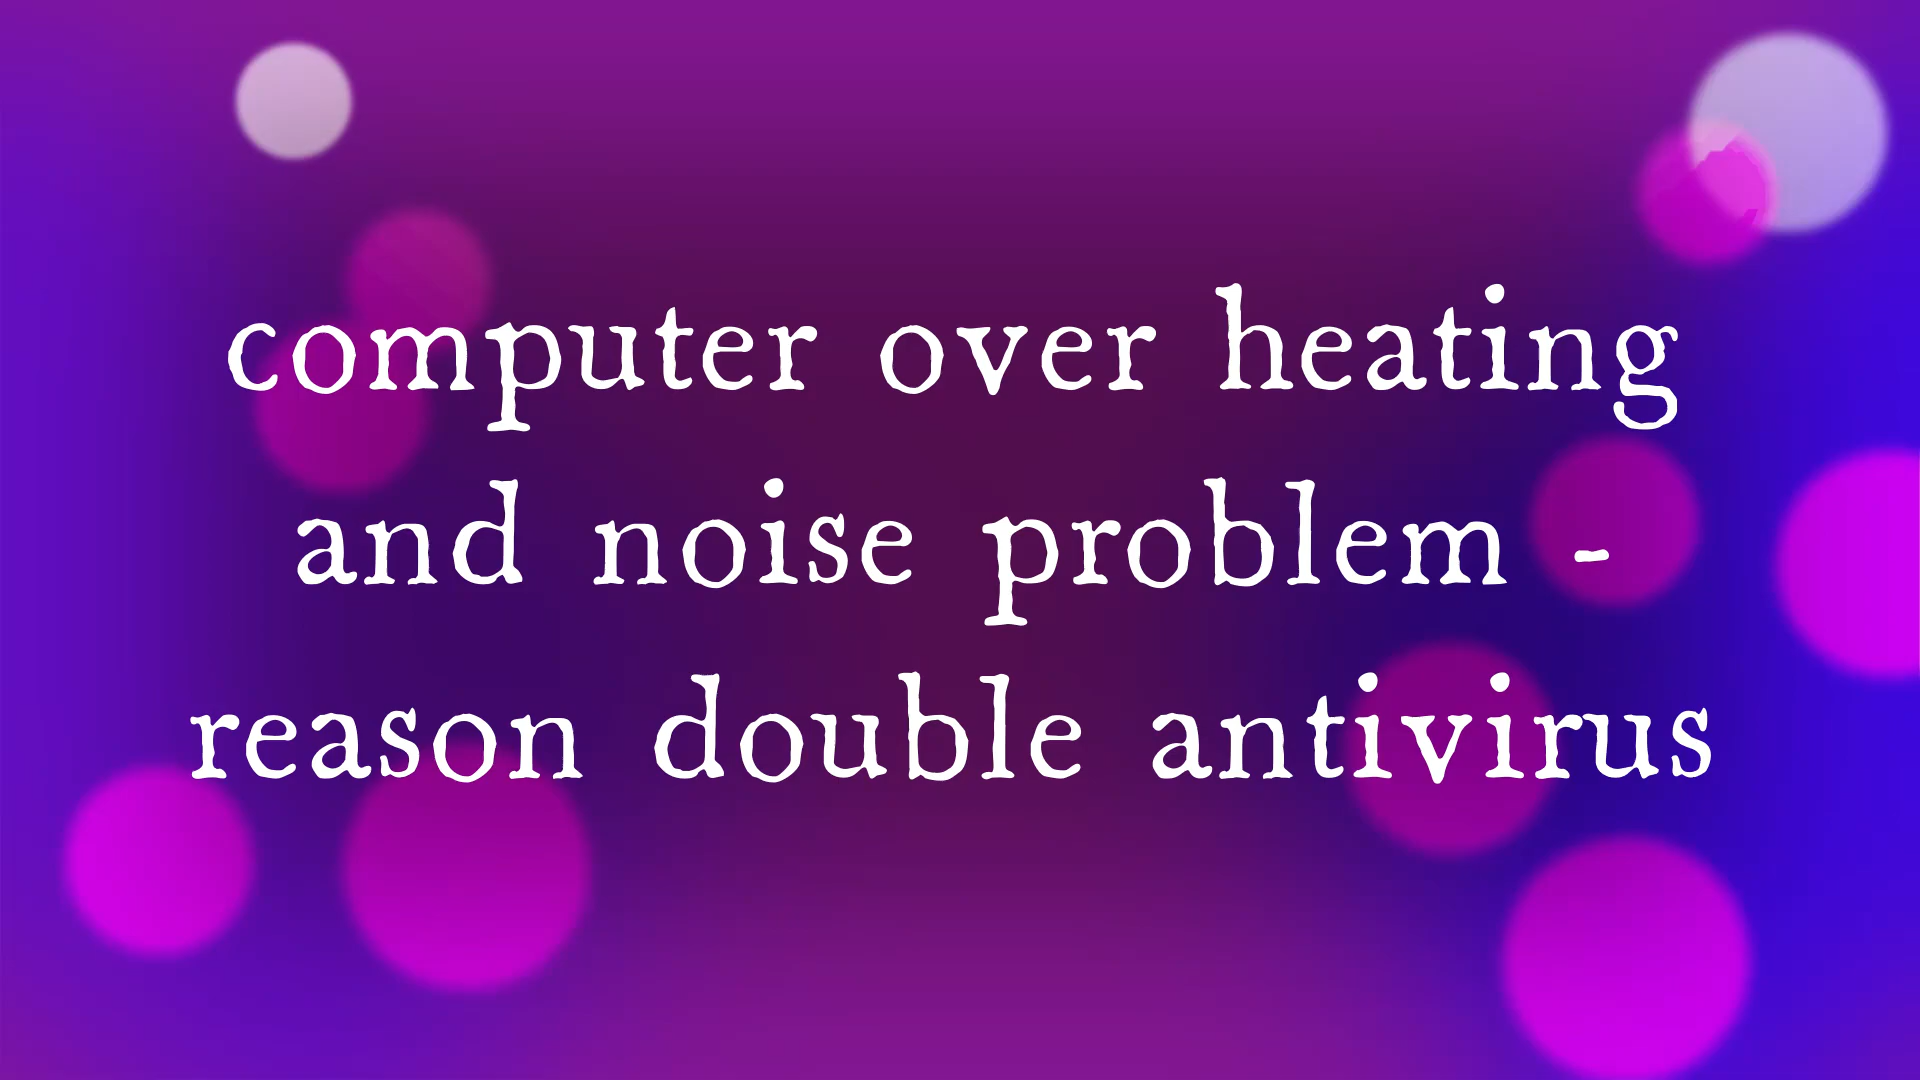 computer over heating
and noise problem -
reason double antivirus